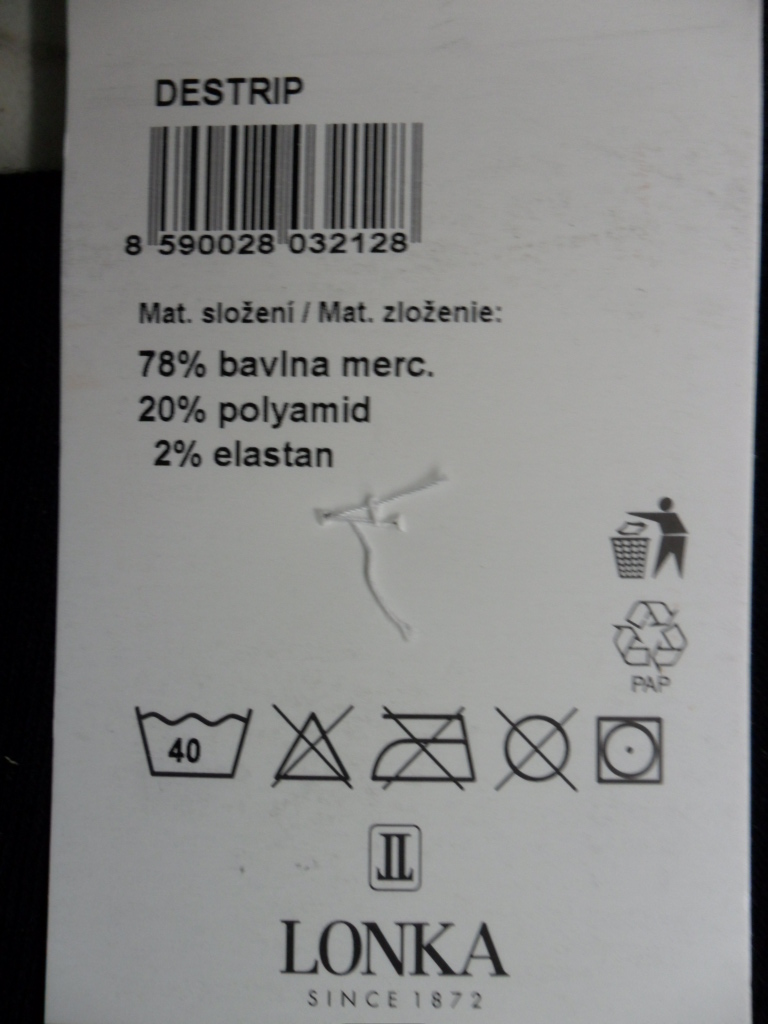 DESTRIP
8 590028 032128
Mat. složení / Mat. zloženie:
78% bavlna merc.
20% polyamid
2% elastan
PAP
40
LONKA
SINCE 1872